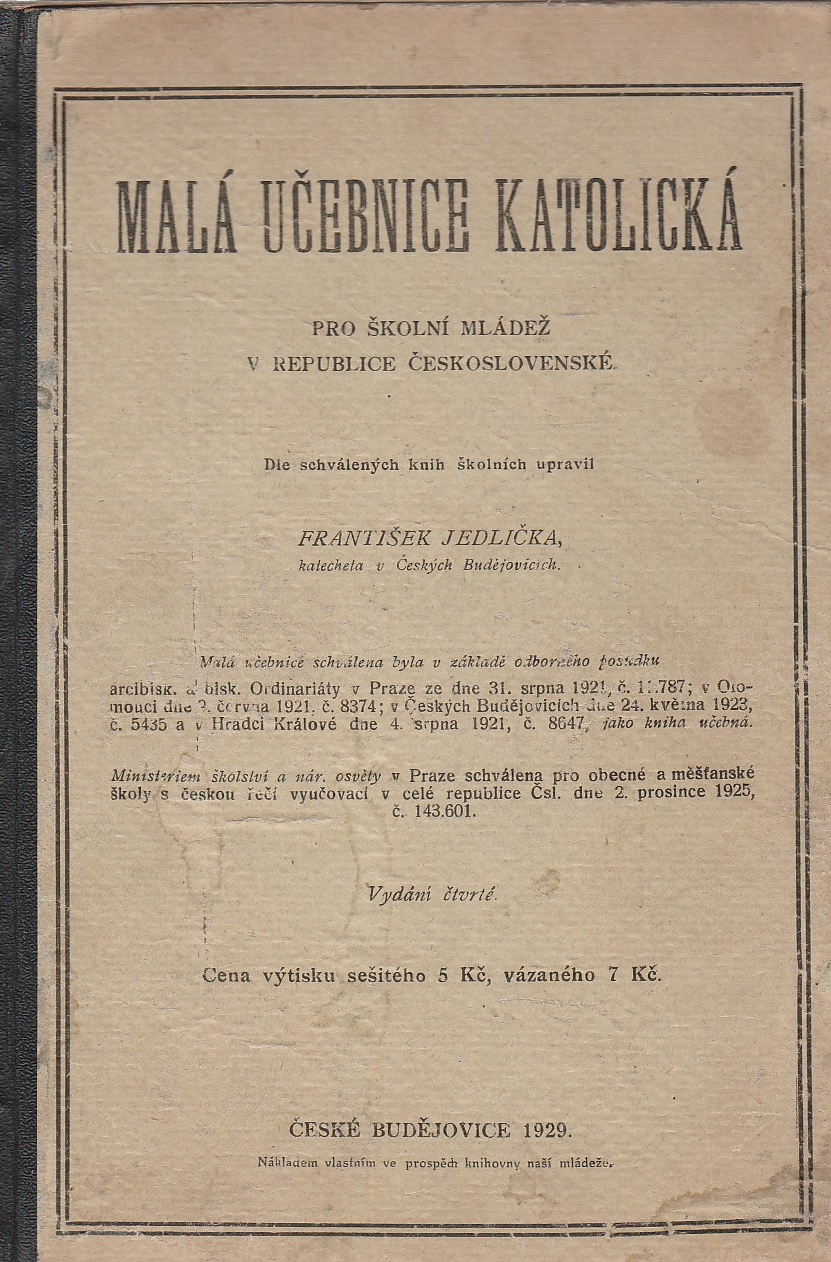 MALÁ UČEBNICE KATOLICKÁ
PRO ŠKOLNÍ MLÁDEŽ
V REPUBLICE ČESKOSLOVENSKÉ.
Dle schválených knih školních upravil
FRANTIŠEK JEDLIČKA,
katecheta v Českých Budějovicích.
Malá učebnice schválena byla v základě odborného posudku
arcibisk. a bisk. Ordinariáty v Praze ze dne 31. srpna 1921, č. ; v Olo-
mouci dne června 1921. č. 8374; v Českých Budějovicích dne 24. května 1923,
č. 5435 a v Hradci Králové dne 4. srpna 1921, č. 8647, jako kniha učebná.
Ministeriem školství a nár. osvěty v Praze schválena pro obecné a měšťanské
školy s českou řečí vyučovací v celé republice Čsl. dne 2. prosince 1925,
č. 143.601.
Vydání čtvrté.
Cena výtisku sešitého 5 Kč, vázaného 7 Kč.
ČESKÉ BUDĚJOVICE 1929.
Nákladem vlastním ve prospěch knihovny naší mládeže.